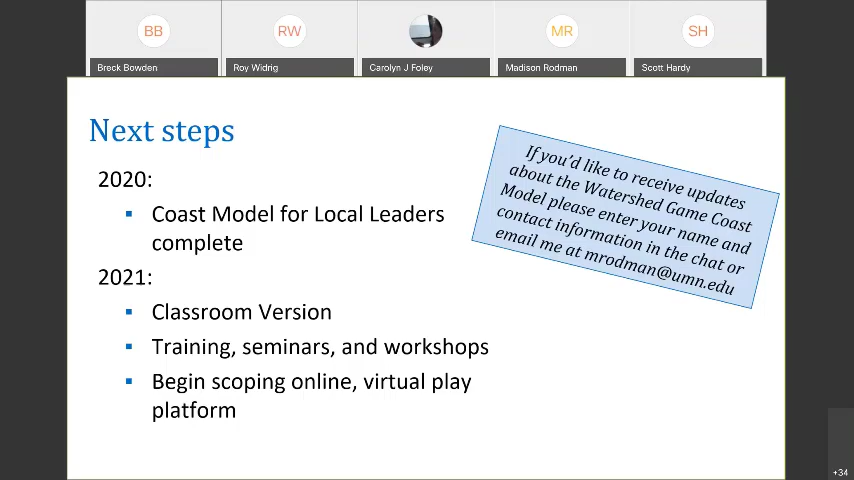 BB
RW
MR
SH
Breck Bowden
Roy Widrig
Carolyn J Foley
Madison Rodman
Scott Hardy
Next steps
2020:
▪ Coast Model for Local Leaders
complete
2021:
▪ Classroom Version
▪ Training, seminars, and workshops
▪ Begin scoping online, virtual play
platform
If you'd like to receive updates
about the Watershed Game Coast
Model please enter your name and
contact information in the chat or
email me at mrodman@umn.edu
+34